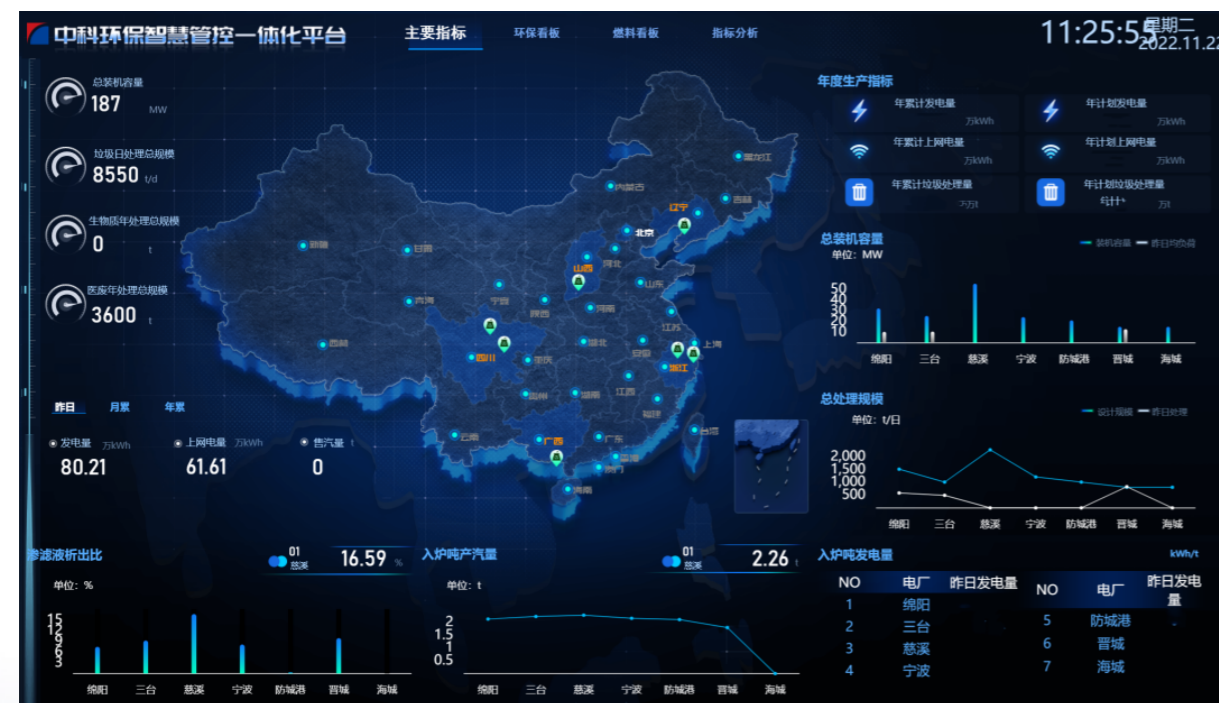 中科环保智慧管控一体化平台
主要指标
环保看板
燃料看板
指标分析
11:25:55
星期二
2022.11.22
总装机容量
187 MW
垃圾日处理总规模
8550 t/d
生物质年处理总规模
0 t
医废年处理总规模
3600 t
昨日 月累 年累
发电量 万kWh
80.21
上网电量 万kWh
61.61
售汽量 t
0
黑龙江
内蒙古
吉林
辽宁
北京
新疆
甘肃
山西
河北
山东
青海
宁夏
陕西
河南
江苏
西藏
四川
重庆
湖北
安徽
上海
浙江
贵州
湖南
江西
福建
云南
广西
广东
台湾
香港
澳门
海南
年度生产指标
年累计发电量
万kWh
年计划发电量
万kWh
年累计上网电量
万kWh
年计划上网电量
万kWh
年累计垃圾处理量
万t
年计划垃圾处理量
万t
总装机容量
单位: MW
装机容量 昨日均负荷
50
40
30
20
10
绵阳 三台 慈溪 宁波 防城港 晋城 海城
总处理规模
单位: t/日
设计规模 昨日处理
2,000
1,500
1,000
500
绵阳 三台 慈溪 宁波 防城港 晋城 海城
渗滤液析出比
01
慈溪
16.59 %
单位: %
15
12
9
6
3
绵阳 三台 慈溪 宁波 防城港 晋城 海城
入炉吨产汽量
01
慈溪
2.26 t
单位: t
2
1.5
1
0.5
绵阳 三台 慈溪 宁波 防城港 晋城 海城
入炉吨发电量
kWh/t
NO 电厂 昨日发电量
1 绵阳
2 三台
3 慈溪
4 宁波
NO 电厂 昨日发电
量
5 防城港
6 晋城
7 海城